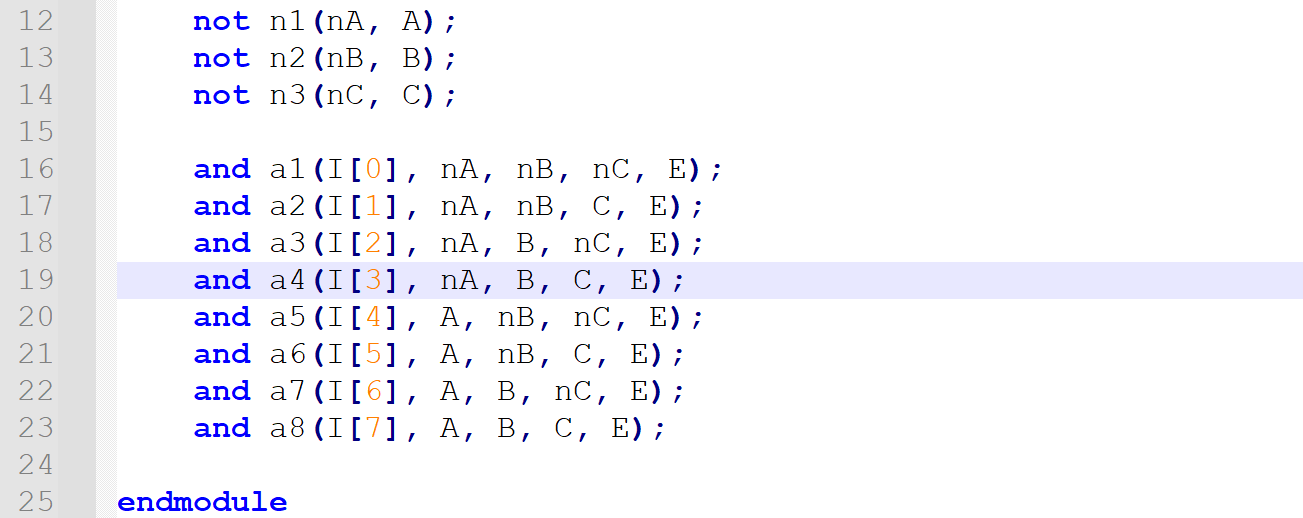 12 not n1(nA, A);
13 not n2(nB, B);
14 not n3(nC, C);
15
16 and a1(I[0], nA, nB, nC, E);
17 and a2(I[1], nA, nB, C, E);
18 and a3(I[2], nA, B, nC, E);
19 and a4(I[3], nA, B, C, E);
20 and a5(I[4], A, nB, nC, E);
21 and a6(I[5], A, nB, C, E);
22 and a7(I[6], A, B, nC, E);
23 and a8(I[7], A, B, C, E);
24
25 endmodule